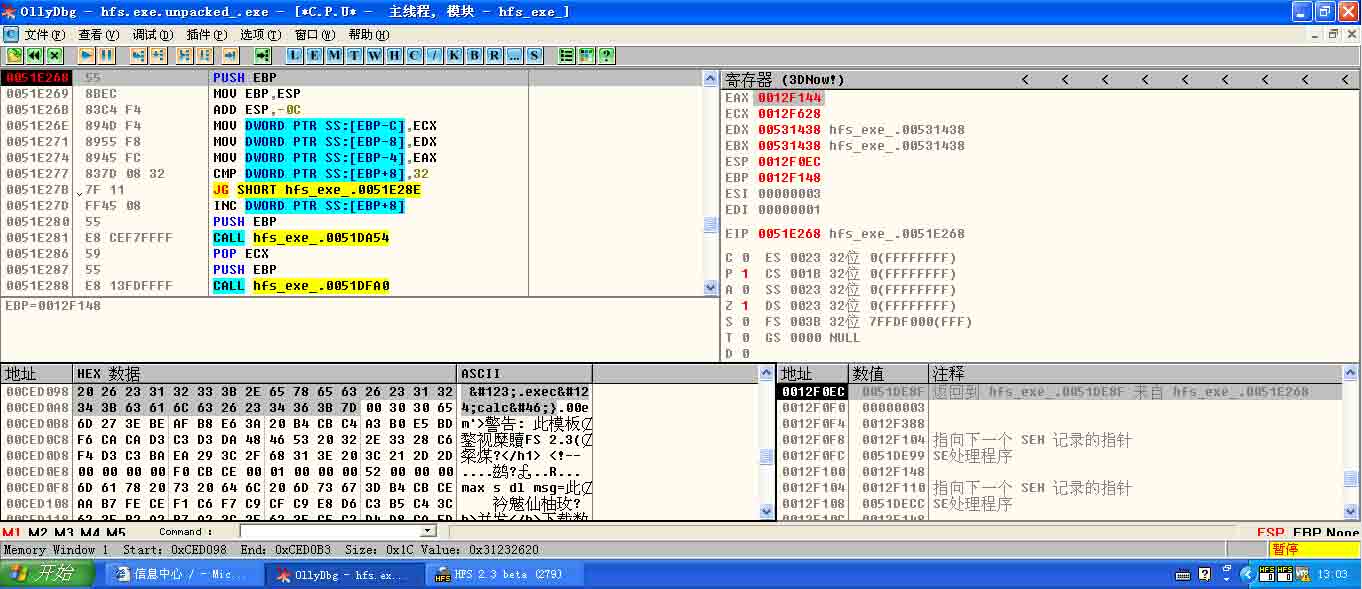 OllyDbg - hfs.exe.unpacked_.exe - [*C.P.U* - 主线程, 模块 - hfs_exe_]
文件(F) 查看(V) 调试(D) 插件(P) 选项(T) 窗口(W) 帮助(H)
L E M T W H C / K B R ... S ?
0051E268 55 PUSH EBP
0051E269 8BEC MOV EBP,ESP
0051E26B 83C4 F4 ADD ESP,-0C
0051E26E 894D F4 MOV DWORD PTR SS:[EBP-C],ECX
0051E271 8955 F8 MOV DWORD PTR SS:[EBP-8],EDX
0051E274 8945 FC MOV DWORD PTR SS:[EBP-4],EAX
0051E277 837D 08 32 CMP DWORD PTR SS:[EBP+8],32
0051E27B 7F 11 JG SHORT hfs_exe_.0051E28E
0051E27D FF45 08 INC DWORD PTR SS:[EBP+8]
0051E280 55 PUSH EBP
0051E281 E8 CEF7FFFF CALL hfs_exe_.0051DA54
0051E286 59 POP ECX
0051E287 55 PUSH EBP
0051E288 E8 13FDFFFF CALL hfs_exe_.0051DFA0
EBP=0012F148
寄存器 (3DNow!) < < < < < < < < <
EAX 0012F144
ECX 0012F628
EDX 00531438 hfs_exe_.00531438
EBX 00531438 hfs_exe_.00531438
ESP 0012F0EC
EBP 0012F148
ESI 00000003
EDI 00000001
EIP 0051E268 hfs_exe_.0051E268
C 0 ES 0023 32位 0(FFFFFFFF)
P 1 CS 001B 32位 0(FFFFFFFF)
A 0 SS 0023 32位 0(FFFFFFFF)
Z 1 DS 0023 32位 0(FFFFFFFF)
S 0 FS 003B 32位 7FFDF000(FFF)
T 0 GS 0000 NULL
D 0
地址 HEX 数据 ASCII
00CED098 20 26 23 31 32 33 3B 2E 65 78 65 63 26 23 31 32 &#123;.exec&#12
00CED0A8 34 3B 63 61 6C 63 26 23 34 36 3B 7D 00 30 30 65 4;calc&#46;}.00e
00CED0B8 6D 27 3E BE AF B8 E6 3A 20 B4 CB C4 A3 B0 E5 BD m'>警告: 此模板
00CED0C8 F6 CA CA D3 C3 D3 DA 48 46 53 20 32 2E 33 28 C6 FS 2.3(
00CED0D8 F4 D3 C3 BA EA 29 3C 2F 68 31 3E 20 3C 21 2D 2D ?</h1> <!--
00CED0E8 00 00 00 00 F0 CB CE 00 01 00 00 00 52 00 00 00 ....鹚?...R...
00CED0F8 6D 61 78 20 73 20 64 6C 20 6D 73 67 3D B4 CB CE max s dl msg=此
00CED108 AA B7 FE CE F1 C6 F7 C9 CF C9 E8 D6 C3 B5 C4 3C
地址 数值 注释
0012F0EC 0051DE8F 返回到 hfs_exe_.0051DE8F 来自 hfs_exe_.0051E268
0012F0F0 00000003
0012F0F4 0012F388
0012F0F8 0012F104 指向下一个 SEH 记录的指针
0012F0FC 0051DE99 SE处理程序
0012F100 0012F148
0012F104 0012F110 指向下一个 SEH 记录的指针
0012F108 0051DECC SE处理程序
M1 M2 M3 M4 M5 Command : ESP EBP None
Memory Window 1 Start: 0xCED098 End: 0xCED0B3 Size: 0x1C Value: 0x31232620 暂停
开始 信息中心 / - Mic... OllyDbg - hfs.ex... HFS 2.3 beta (279) 13:03